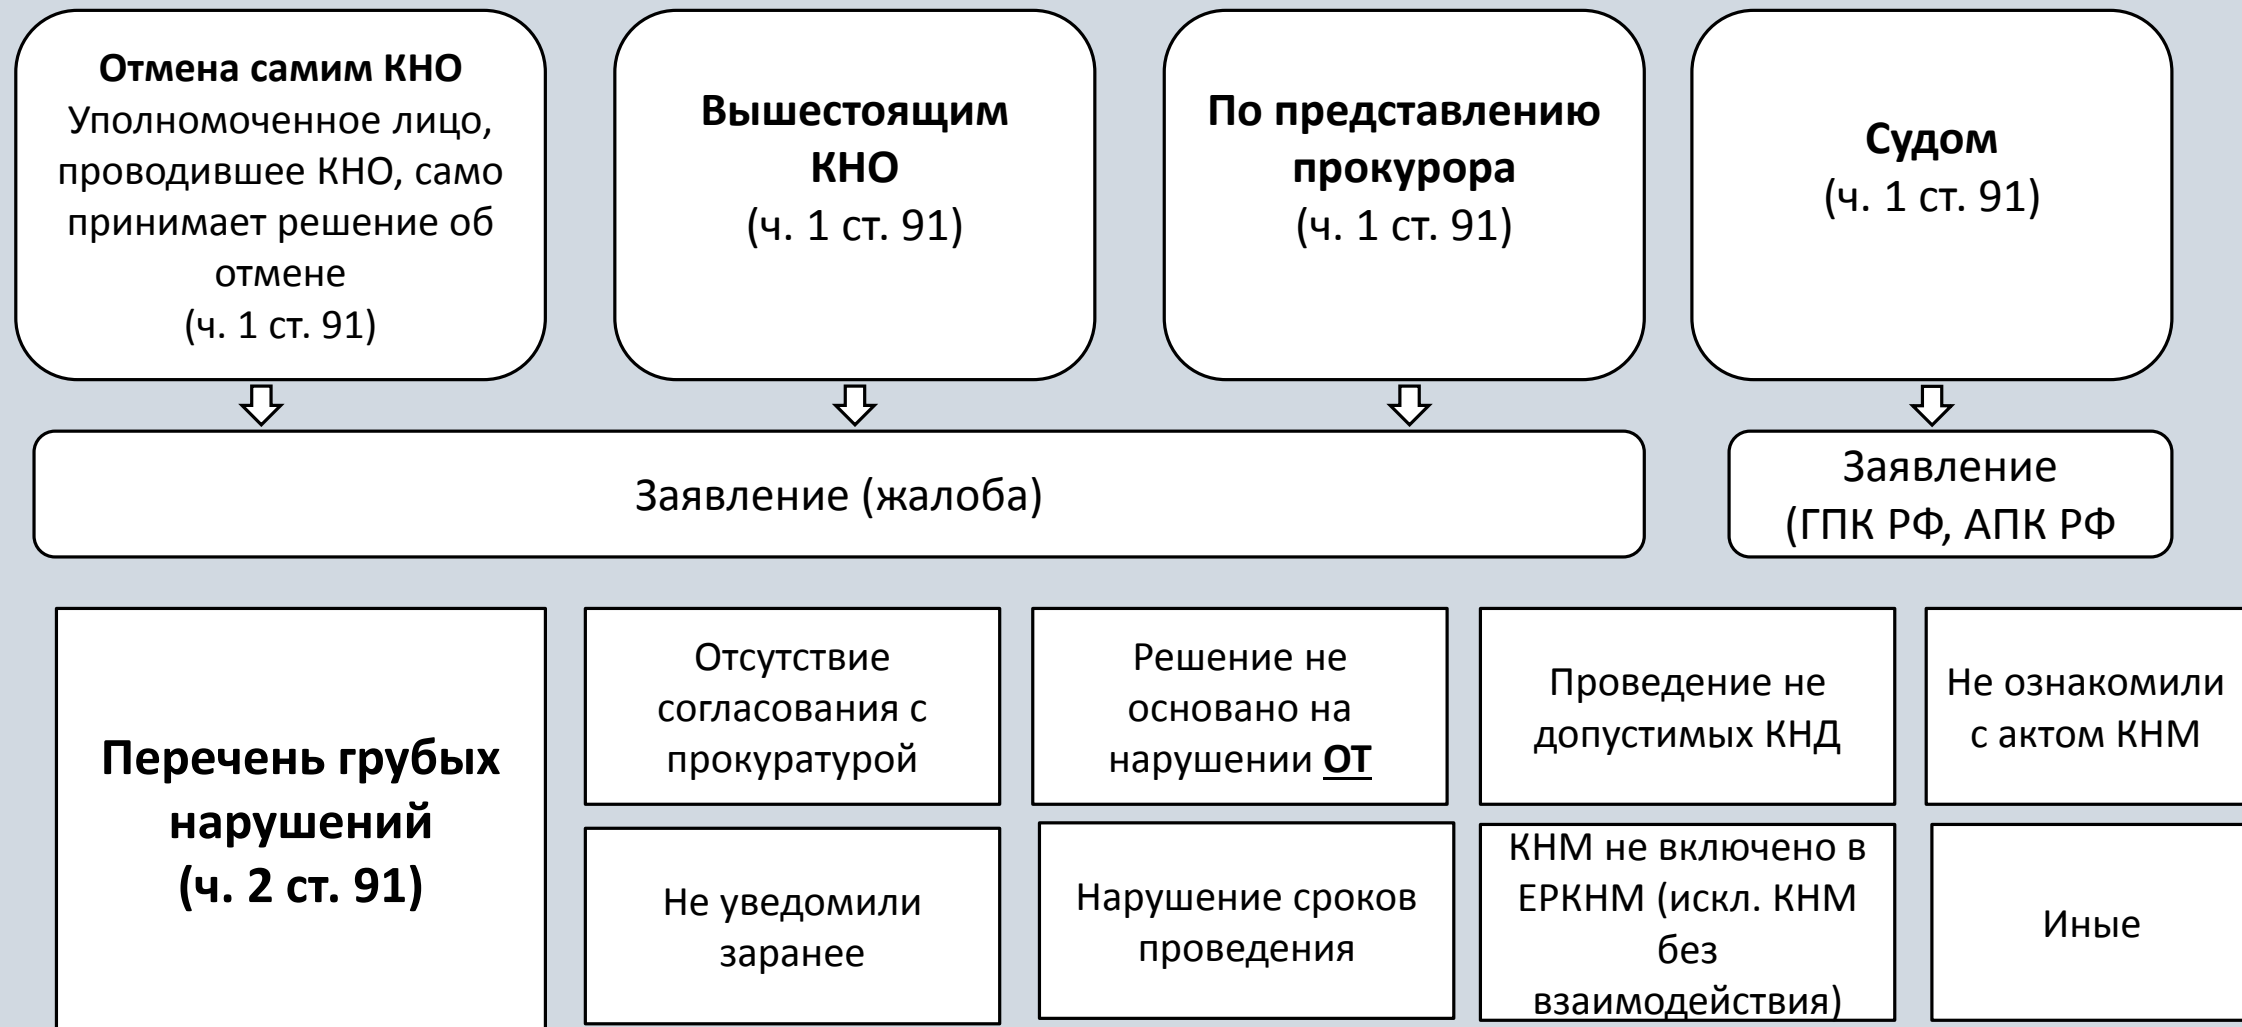 Отмена самим КНО
Уполномоченное лицо,
проводившее КНО, само
принимает решение об
отмене
(ч. 1 ст. 91)
Вышестоящим
КНО
(ч. 1 ст. 91)
По представлению
прокурора
(ч. 1 ст. 91)
Судом
(ч. 1 ст. 91)
Заявление (жалоба)
Заявление
(ГПК РФ, АПК РФ
Перечень грубых
нарушений
(ч. 2 ст. 91)
Отсутствие
согласования с
прокуратурой
Решение не
основано на
нарушении ОТ
Проведение не
допустимых КНД
Не ознакомили
с актом КНМ
Не уведомили
заранее
Нарушение сроков
проведения
КНМ не включено в
ЕРКНМ (искл. КНМ
без
взаимодействия)
Иные